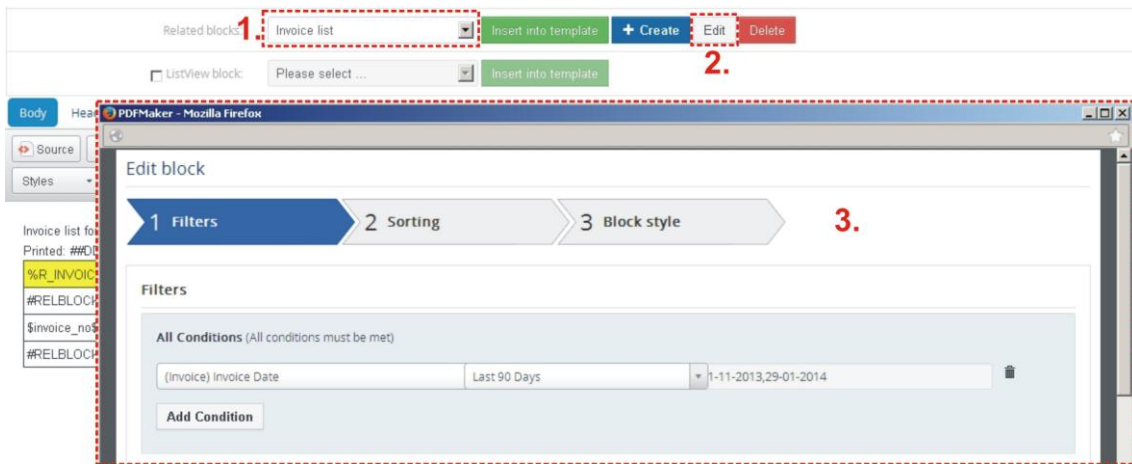 Related blocks:
1.
Invoice list
Insert into template
+ Create
Edit
Delete
2.
ListView block:
Please select ...
Insert into template
Body
Hea
PDFMaker - Mozilla Firefox
Source
Styles
Edit block
1 Filters
2 Sorting
3 Block style
3.
Invoice list fo
Printed: ##D
%R_INVOIC
#RELBLOCK
$invoice_no$
#RELBLOCK
Filters
All Conditions (All conditions must be met)
(Invoice) Invoice Date
Last 90 Days
1-11-2013,29-01-2014
Add Condition